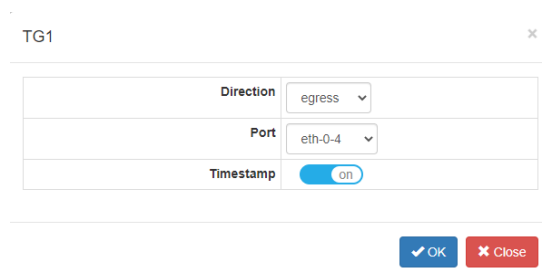 TG1 ×
Direction egress
Port eth-0-4
Timestamp on
OK Close